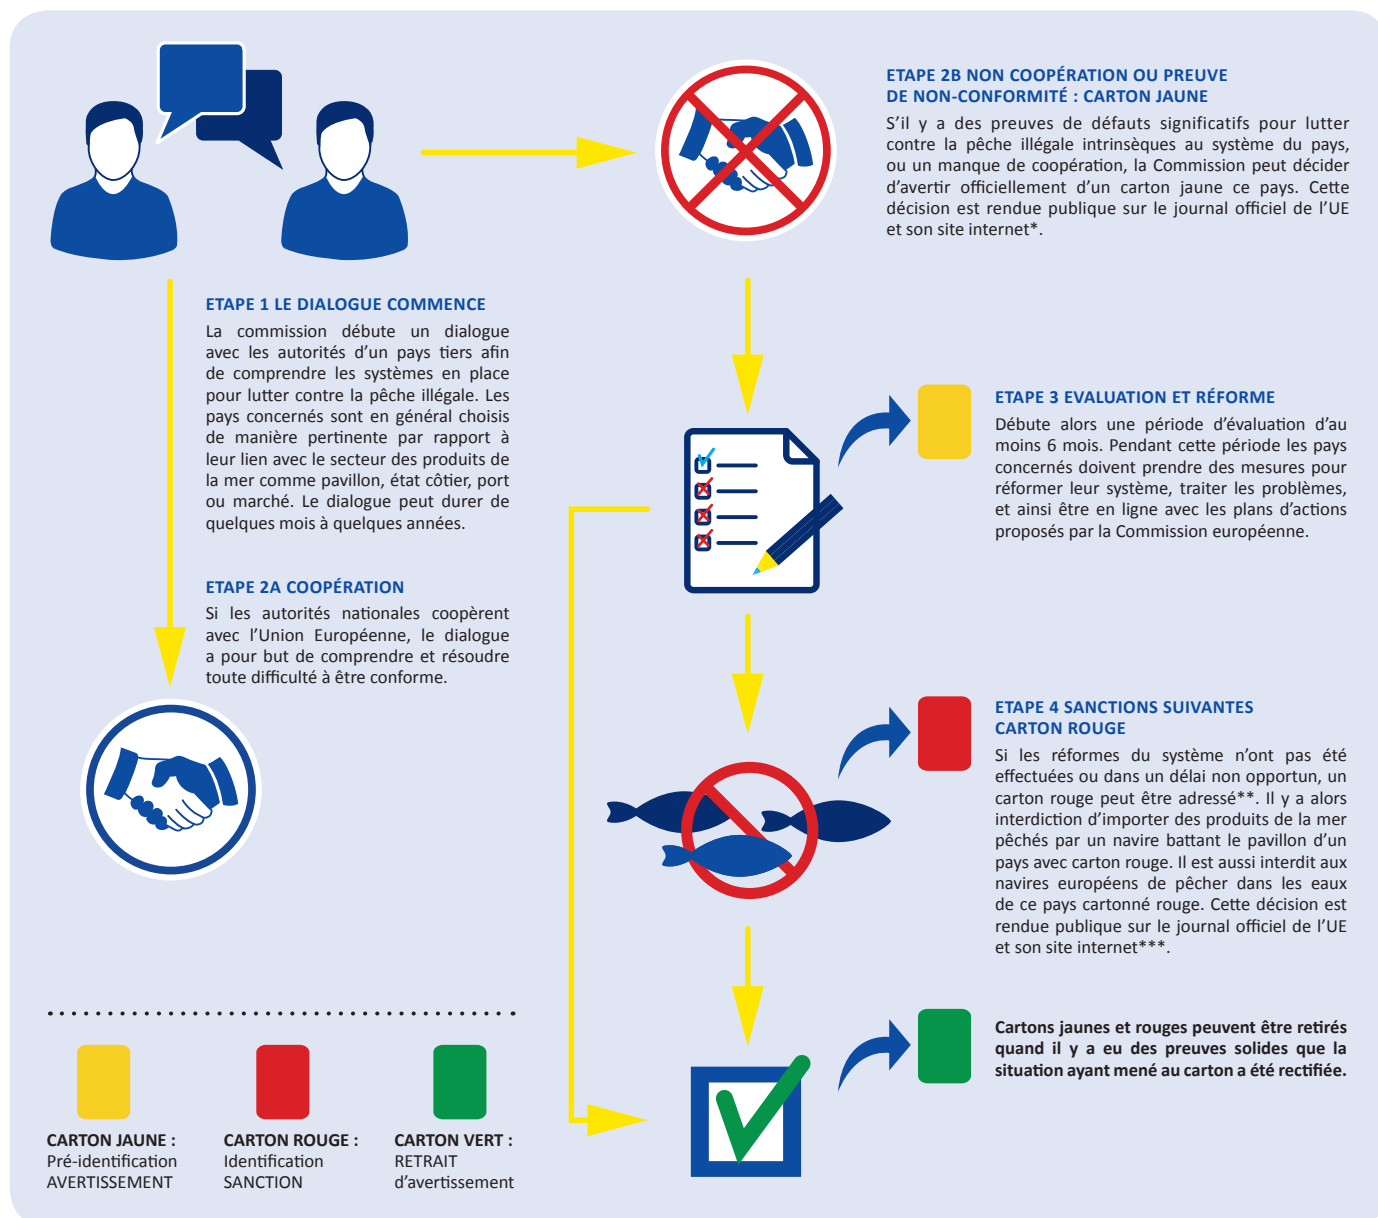 ETAPE 1 LE DIALOGUE COMMENCE
La commission débute un dialogue
avec les autorités d’un pays tiers afin
de comprendre les systèmes en place
pour lutter contre la pêche illégale. Les
pays concernés sont en général choisis
de manière pertinente par rapport à
leur lien avec le secteur des produits de
la mer comme pavillon, état côtier, port
ou marché. Le dialogue peut durer de
quelques mois à quelques années.
ETAPE 2A COOPÉRATION
Si les autorités nationales coopèrent
avec l’Union Européenne, le dialogue
a pour but de comprendre et résoudre
toute difficulté à être conforme.
ETAPE 2B NON COOPÉRATION OU PREUVE
DE NON-CONFORMITÉ : CARTON JAUNE
S’il y a des preuves de défauts significatifs pour lutter
contre la pêche illégale intrinsèques au système du pays,
ou un manque de coopération, la Commission peut décider
d’avertir officiellement d’un carton jaune ce pays. Cette
décision est rendue publique sur le journal officiel de l’UE
et son site internet*.
ETAPE 3 EVALUATION ET RÉFORME
Débute alors une période d’évaluation d’au
moins 6 mois. Pendant cette période les pays
concernés doivent prendre des mesures pour
réformer leur système, traiter les problèmes,
et ainsi être en ligne avec les plans d’actions
proposés par la Commission européenne.
ETAPE 4 SANCTIONS SUIVANTES
CARTON ROUGE
Si les réformes du système n’ont pas été
effectuées ou dans un délai non opportun, un
carton rouge peut être adressé**. Il y a alors
interdiction d’importer des produits de la mer
pêchés par un navire battant le pavillon d’un
pays avec carton rouge. Il est aussi interdit aux
navires européens de pêcher dans les eaux
de ce pays cartonné rouge. Cette décision est
rendue publique sur le journal officiel de l’UE
et son site internet***.
Cartons jaunes et rouges peuvent être retirés
quand il y a eu des preuves solides que la
situation ayant mené au carton a été rectifiée.
CARTON JAUNE :
Pré-identification
AVERTISSEMENT
CARTON ROUGE :
Identification
SANCTION
CARTON VERT :
RETRAIT
d’avertissement